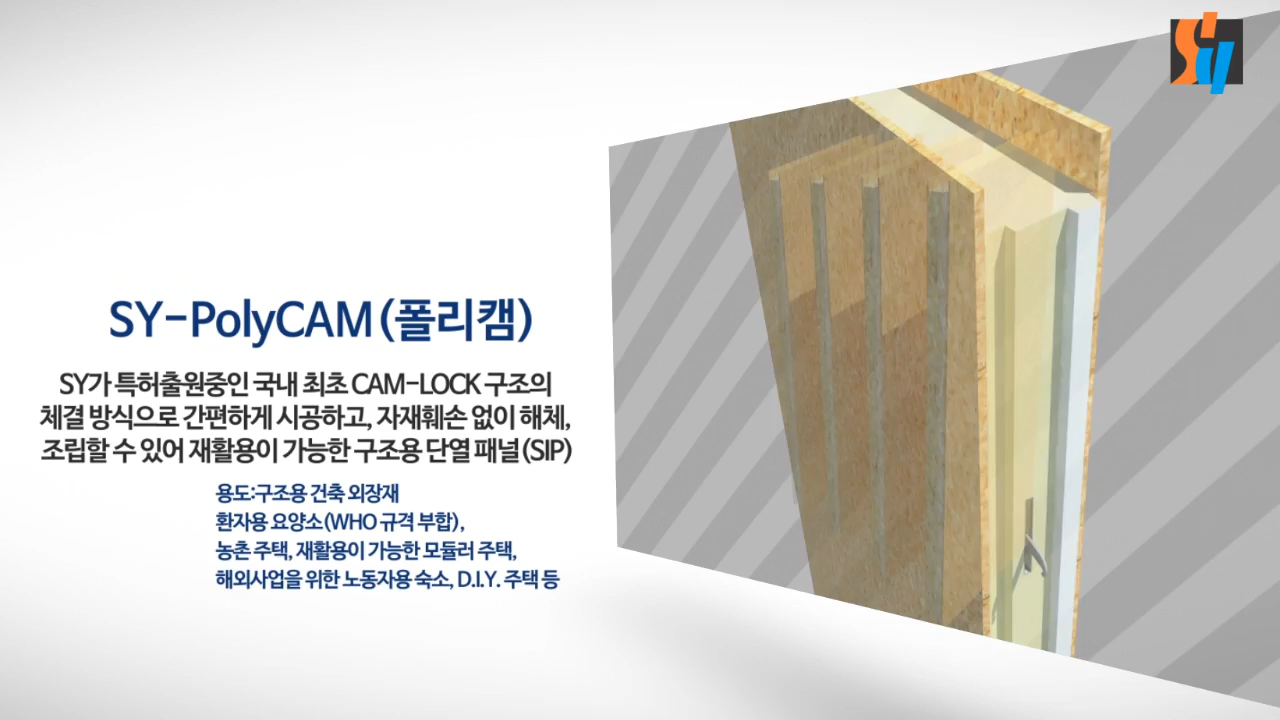 SY
SY-PolyCAM(폴리캠)
SY가 특허출원중인 국내 최초 CAM-LOCK 구조의
체결 방식으로 간편하게 시공하고, 자재훼손 없이 해체,
조립할 수 있어 재활용이 가능한 구조용 단열 패널(SIP)
용도:구조용 건축 외장재
환자용 요양소(WHO 규격 부합),
농촌 주택, 재활용이 가능한 모듈러 주택,
해외사업을 위한 노동자용 숙소, D.I.Y. 주택 등